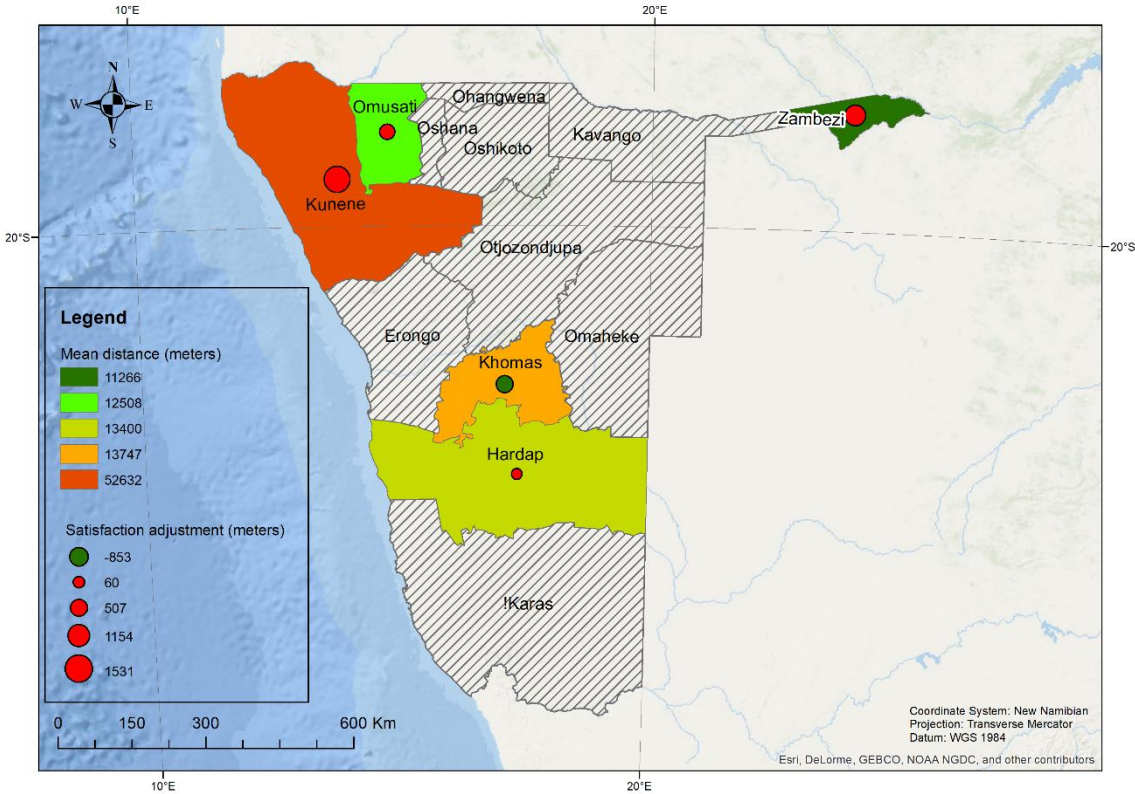 10°E
20°E
N
W
E
S
Omusati
Ohangwena
Oshana
Oshikoto
Kavango
Zambezi
Kunene
20°S
20°S
Otjozondjupa
Erongo
Omaheke
Khomas
Hardap
!Karas
Legend
Mean distance (meters)
11266
12508
13400
13747
52632
Satisfaction adjustment (meters)
-853
60
507
1154
1531
0 150 300 600 Km
Coordinate System: New Namibian
Projection: Transverse Mercator
Datum: WGS 1984
Esri, DeLorme, GEBCO, NOAA NGDC, and other contributors
10°E
20°E